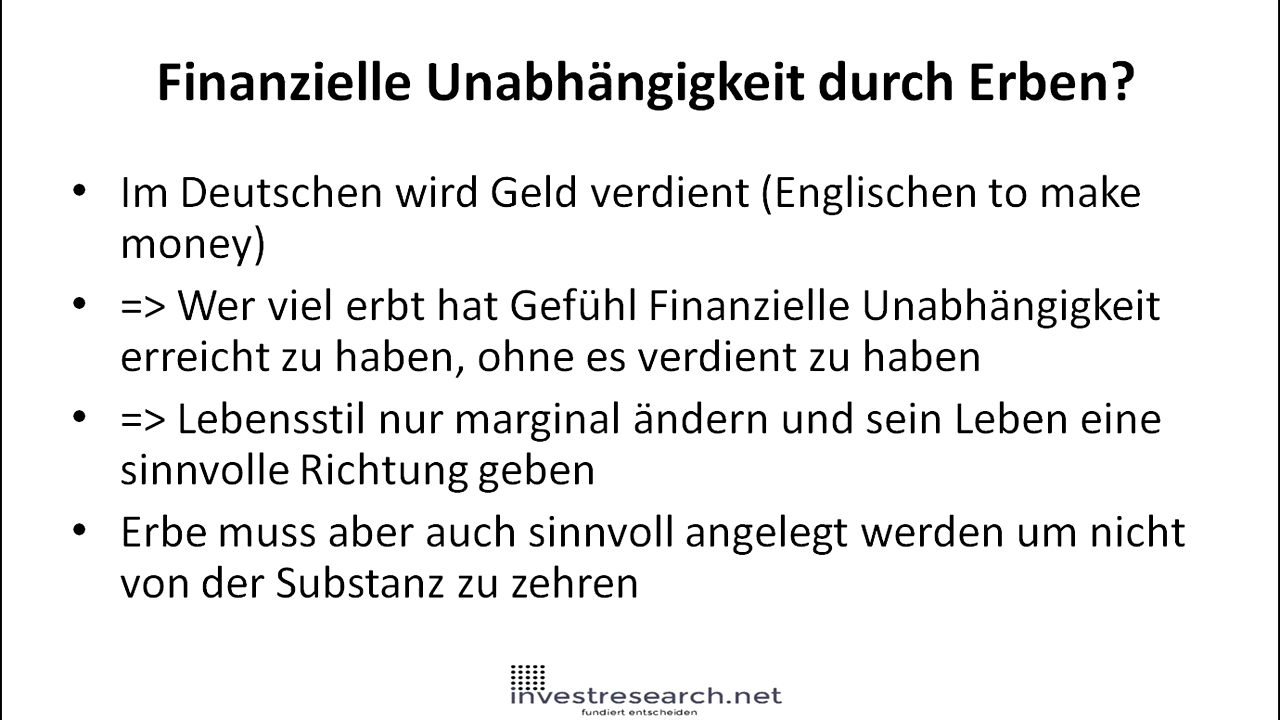 Finanzielle Unabhängigkeit durch Erben?
• Im Deutschen wird Geld verdient (Englischen to make
money)
• => Wer viel erbt hat Gefühl Finanzielle Unabhängigkeit
erreicht zu haben, ohne es verdient zu haben
• => Lebensstil nur marginal ändern und sein Leben eine
sinnvolle Richtung geben
• Erbe muss aber auch sinnvoll angelegt werden um nicht
von der Substanz zu zehren
investresearch.net
fundiert entscheiden